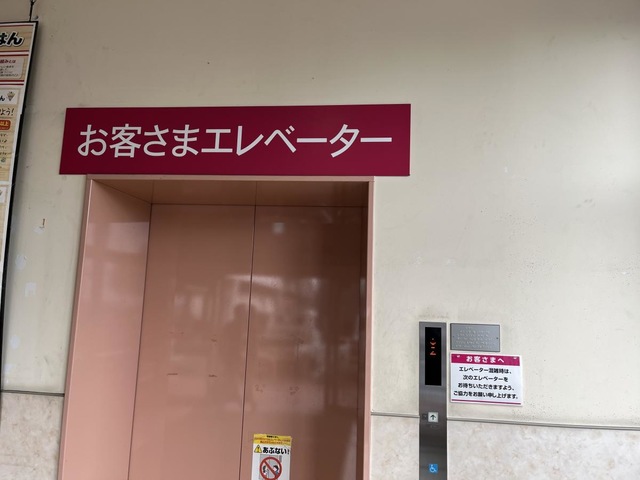 お客さまエレベーター
はん
お客さまへ
エレベーター混雑時は、
次のエレベーターを
お待ちいただきますよう、
ご協力をお願い申し上げます。
あぶない!